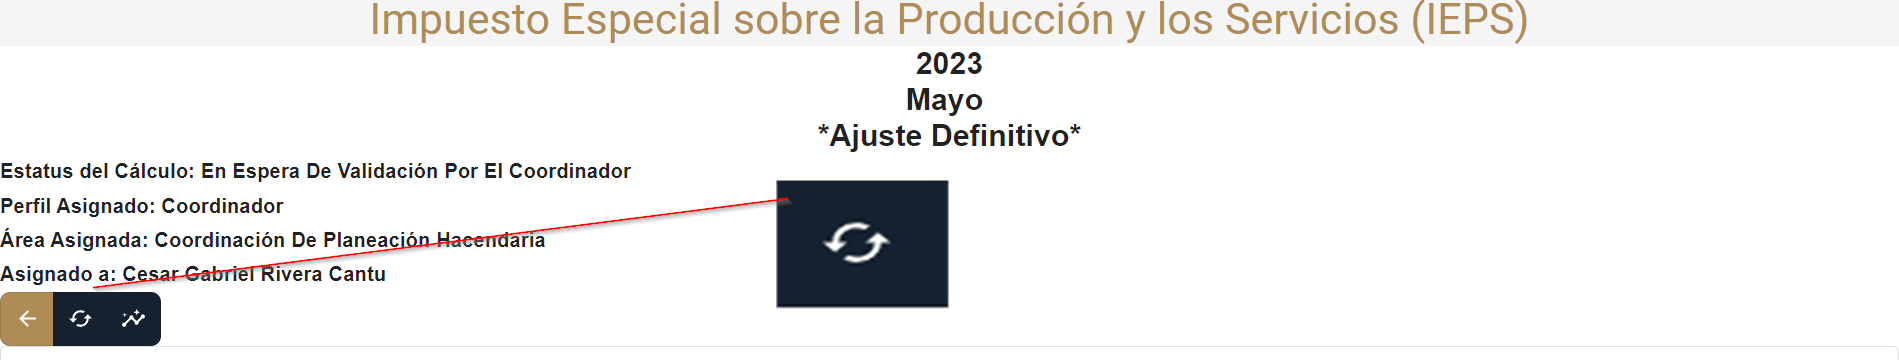 Impuesto Especial sobre la Producción y los Servicios (IEPS)
2023
Mayo
*Ajuste Definitivo*
Estatus del Cálculo: En Espera De Validación Por El Coordinador
Perfil Asignado: Coordinador
Área Asignada: Coordinación De Planeación Hacendaria
Asignado a: Cesar Gabriel Rivera Cantu